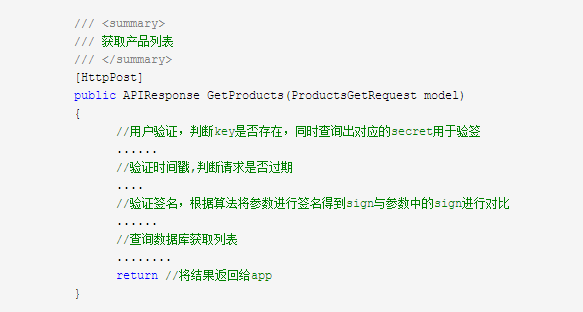 /// <summary>
/// 获取产品列表
/// </summary>
[HttpPost]
public APIResponse GetProducts(ProductsGetRequest model)
{
//用户验证，判断key是否存在，同时查询出对应的secret用于验签
......
//验证时间戳,判断请求是否过期
....
//验证签名，根据算法将参数进行签名得到sign与参数中的sign进行对比
......
//查询数据库获取列表
........
return //将结果返回给app
}